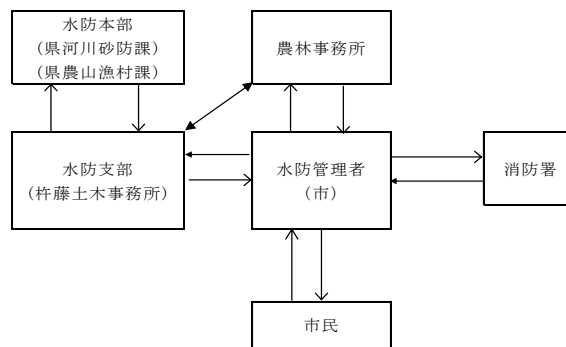 水防本部
(県河川砂防課)
(県農山漁村課)
農林事務所
水防支部
(杵藤土木事務所)
水防管理者
(市)
消防署
市民